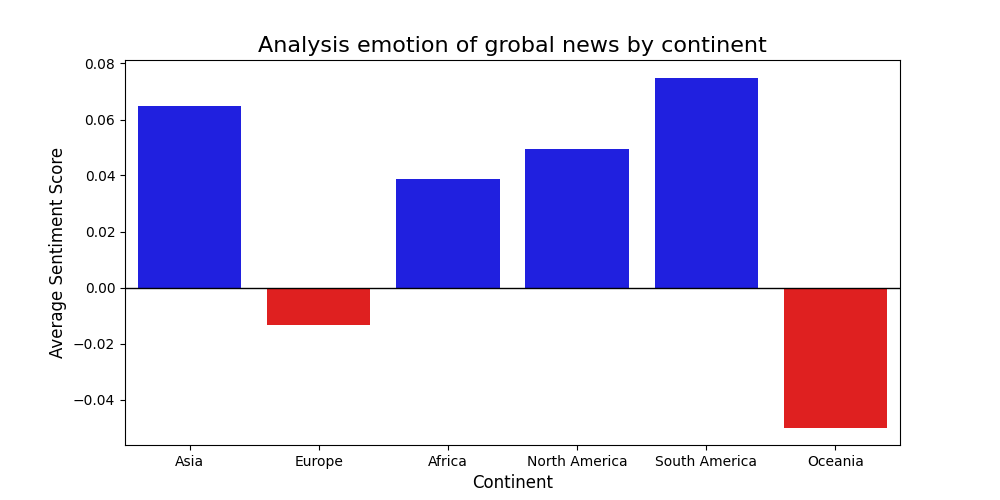 Analysis emotion of grobal news by continent
0.08
0.06
0.04
0.02
0.00
−0.02
−0.04
Average Sentiment Score
Asia Europe Africa North America South America Oceania
Continent